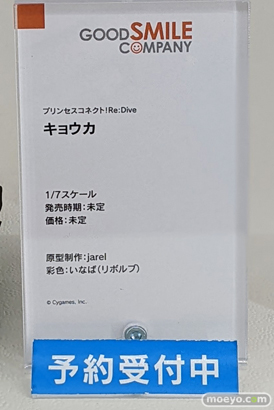 GOOD SMILE
COMPANY
プリンセスコネクト!Re:Dive
キョウカ
1/7スケール
発売時期:未定
価格:未定
原型制作:jarel
彩色:いなば(リボルブ)
© Cygames, Inc.
予約受付中
moeyo.com